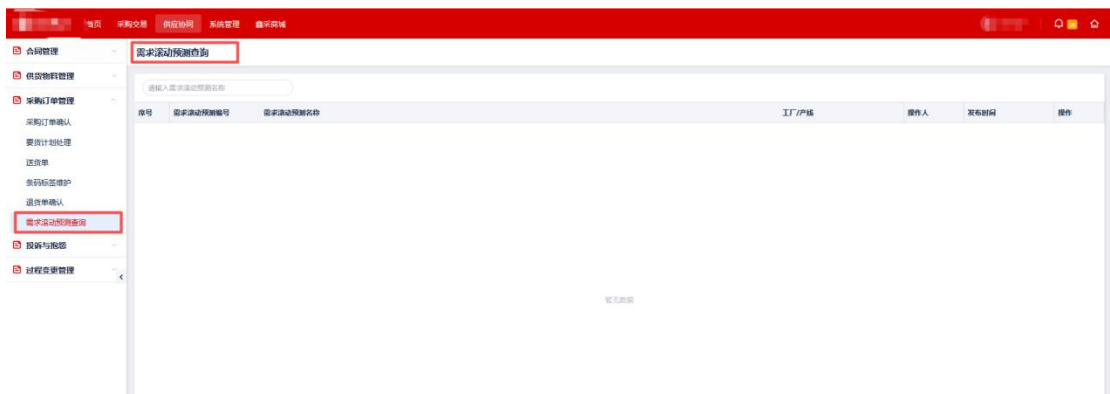 首页 采购交易 供应协同 系统管理 鑫采商城
合同管理
供货物料管理
采购订单管理
采购订单确认
要货计划处理
送货单
条码标签维护
退货单确认
需求滚动预测查询
投诉与抱怨
过程变更管理
需求滚动预测查询
请输入需求滚动预测名称
序号 需求滚动预测编号 需求滚动预测名称 工厂/产线 操作人 发布时间 操作
暂无数据